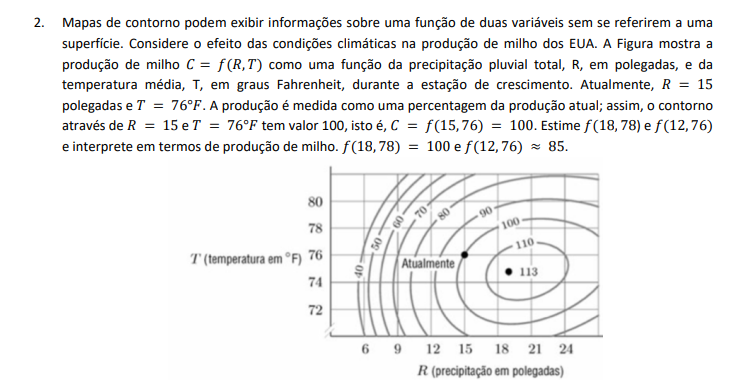 2. Mapas de contorno podem exibir informações sobre uma função de duas variáveis sem se referirem a uma
superfície. Considere o efeito das condições climáticas na produção de milho dos EUA. A Figura mostra a
produção de milho C = f(R, T) como uma função da precipitação pluvial total, R, em polegadas, e da
temperatura média, T, em graus Fahrenheit, durante a estação de crescimento. Atualmente, R = 15
polegadas e T = 76°F. A produção é medida como uma percentagem da produção atual; assim, o contorno
através de R = 15 e T = 76°F tem valor 100, isto é, C = f(15, 76) = 100. Estime f(18, 78) e f(12, 76)
e interprete em termos de produção de milho. f(18, 78) = 100 e f(12, 76) ≈ 85.
80
78
T (temperatura em °F) 76
74
72
40
50
60
70
80
90
100
110
Atualmente
113
6 9 12 15 18 21 24
R (precipitação em polegadas)